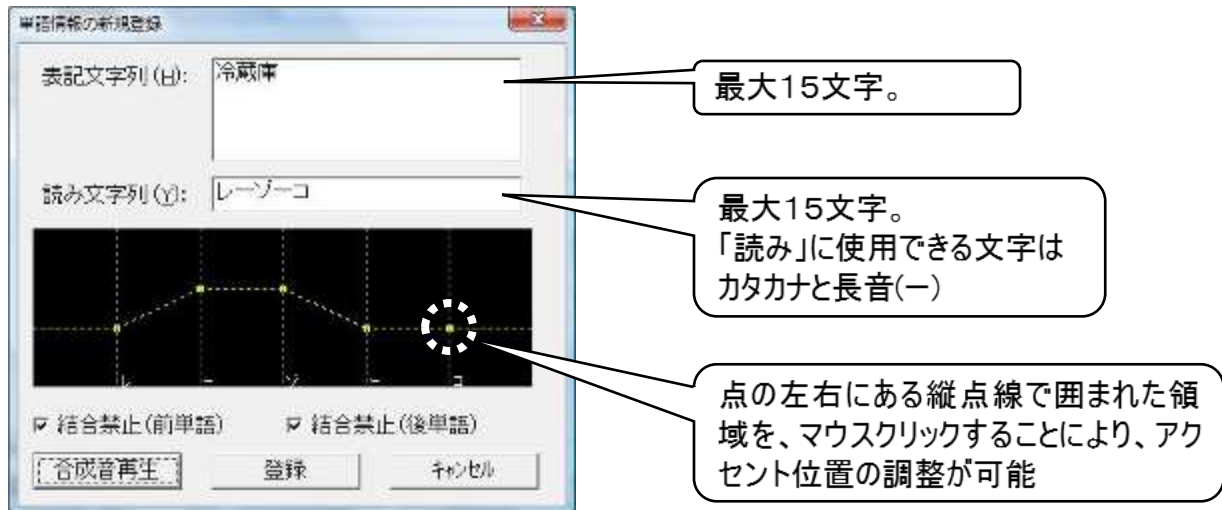 単語情報の新規登録
表記文字列(H):
冷蔵庫
最大15文字。
読み文字列(Y):
レーゾーコ
最大15文字。
「読み」に使用できる文字は
カタカナと長音(ー)
レ ー ゾ ー コ
点の左右にある縦点線で囲まれた領
域を、マウスクリックすることにより、アク
セント位置の調整が可能
結合禁止(前単語) 結合禁止(後単語)
合成音再生 登録 キャンセル